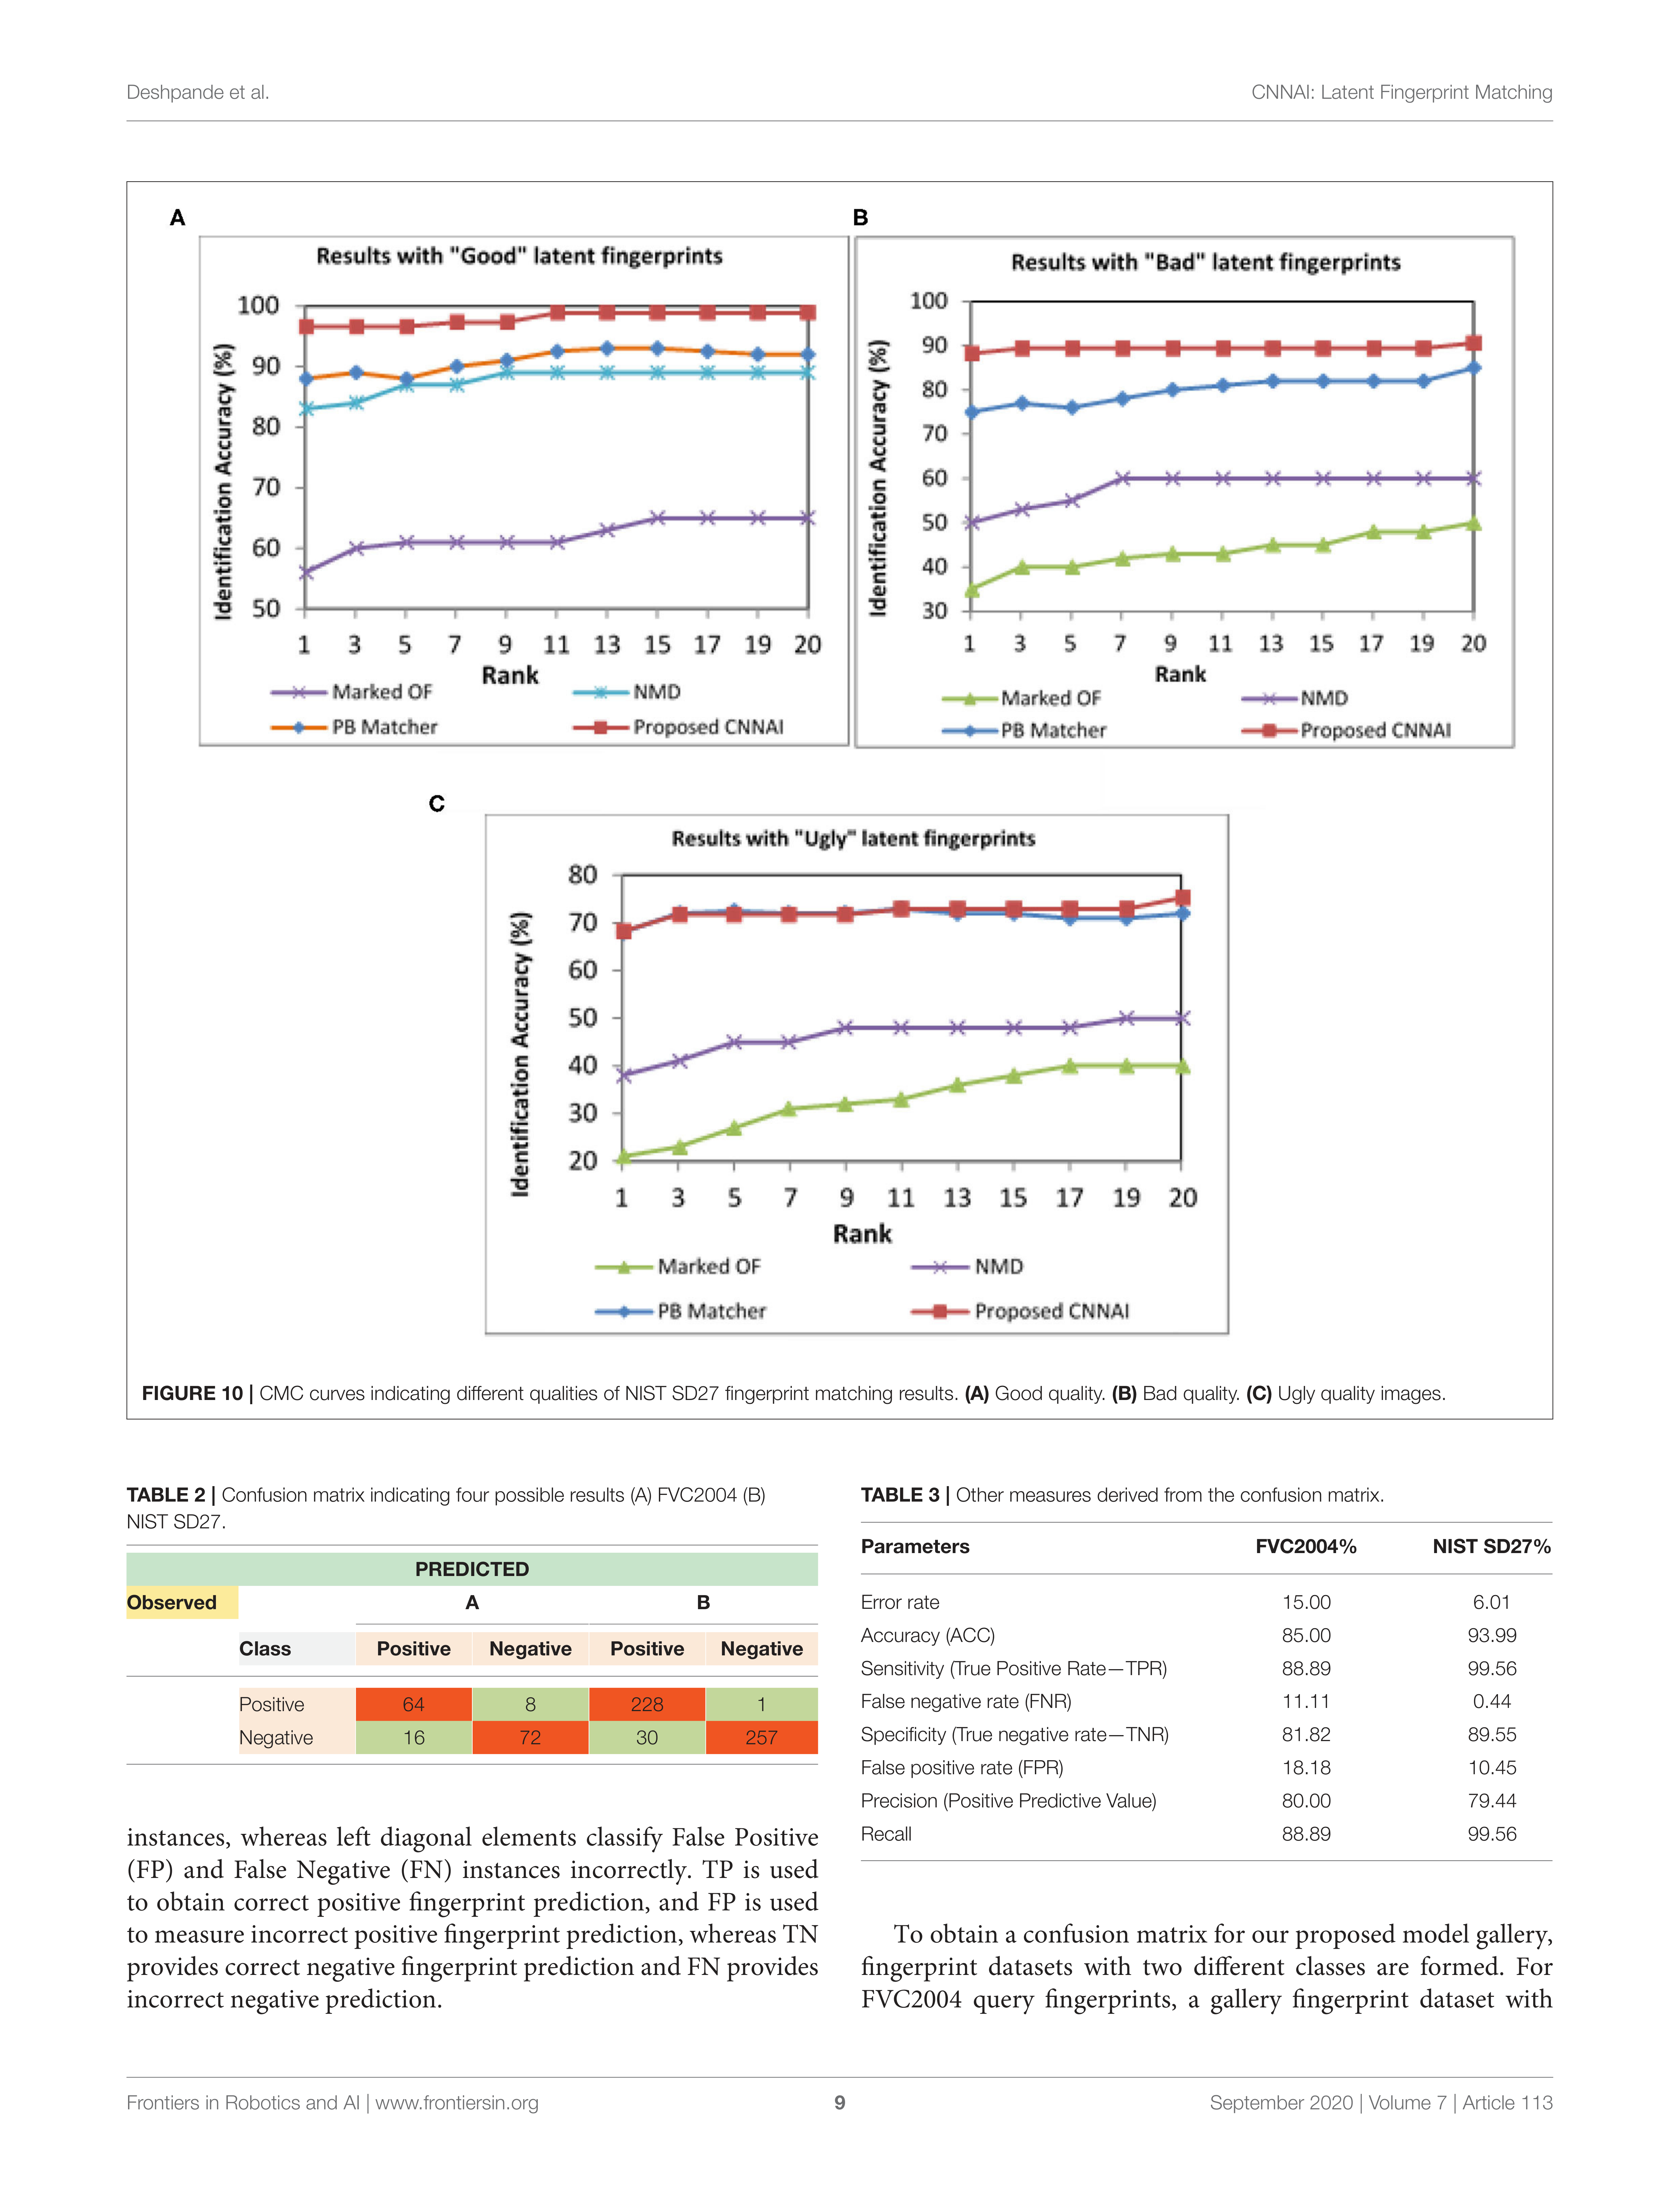 Deshpande et al.
CNNAI: Latent Fingerprint Matching
A
Results with "Good" latent fingerprints
Identification Accuracy (%)
100
90
80
70
60
50
1 3 5 7 9 11 13 15 17 19 20
Rank
Marked OF
NMD
PB Matcher
Proposed CNNAI
B
Results with "Bad" latent fingerprints
Identification Accuracy (%)
100
90
80
70
60
50
40
30
1 3 5 7 9 11 13 15 17 19 20
Rank
Marked OF
NMD
PB Matcher
Proposed CNNAI
C
Results with "Ugly" latent fingerprints
Identification Accuracy (%)
80
70
60
50
40
30
20
1 3 5 7 9 11 13 15 17 19 20
Rank
Marked OF
NMD
PB Matcher
Proposed CNNAI
FIGURE 10 | CMC curves indicating different qualities of NIST SD27 fingerprint matching results. (A) Good quality. (B) Bad quality. (C) Ugly quality images.
TABLE 2 | Confusion matrix indicating four possible results (A) FVC2004 (B)
NIST SD27.
PREDICTED
Observed A B
Class Positive Negative Positive Negative
Positive 64 8 228 1
Negative 16 72 30 257
instances, whereas left diagonal elements classify False Positive
(FP) and False Negative (FN) instances incorrectly. TP is used
to obtain correct positive fingerprint prediction, and FP is used
to measure incorrect positive fingerprint prediction, whereas TN
provides correct negative fingerprint prediction and FN provides
incorrect negative prediction.
TABLE 3 | Other measures derived from the confusion matrix.
Parameters FVC2004% NIST SD27%
Error rate 15.00 6.01
Accuracy (ACC) 85.00 93.99
Sensitivity (True Positive Rate—TPR) 88.89 99.56
False negative rate (FNR) 11.11 0.44
Specificity (True negative rate—TNR) 81.82 89.55
False positive rate (FPR) 18.18 10.45
Precision (Positive Predictive Value) 80.00 79.44
Recall 88.89 99.56
To obtain a confusion matrix for our proposed model gallery,
fingerprint datasets with two different classes are formed. For
FVC2004 query fingerprints, a gallery fingerprint dataset with
Frontiers in Robotics and AI | www.frontiersin.org
9
September 2020 | Volume 7 | Article 113